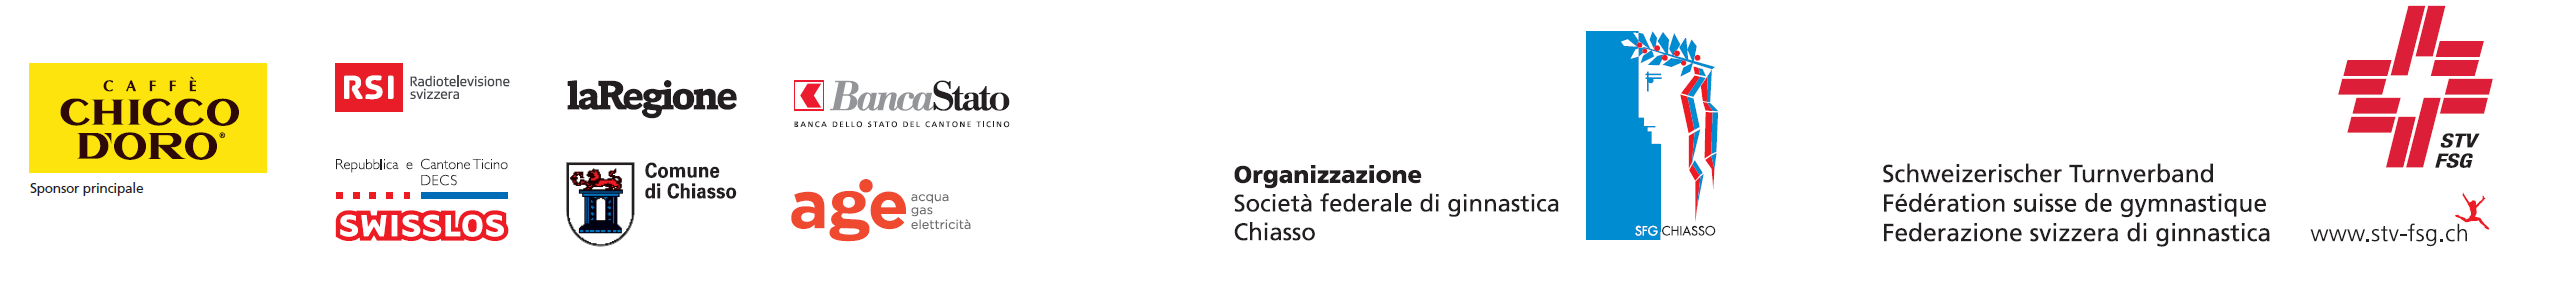 CAFFÈ
CHICCO
D'ORO®
Sponsor principale
RSI Radiotelevisione
svizzera
Repubblica e Cantone Ticino
DECS
SWISSLOS
laRegione
Comune
di Chiasso
BancaStato
BANCA DELLO STATO DEL CANTONE TICINO
age acqua
gas
elettricità
Organizzazione
Società federale di ginnastica
Chiasso
SFG CHIASSO
Schweizerischer Turnverband
Fédération suisse de gymnastique
Federazione svizzera di ginnastica
STV
FSG
www.stv-fsg.ch